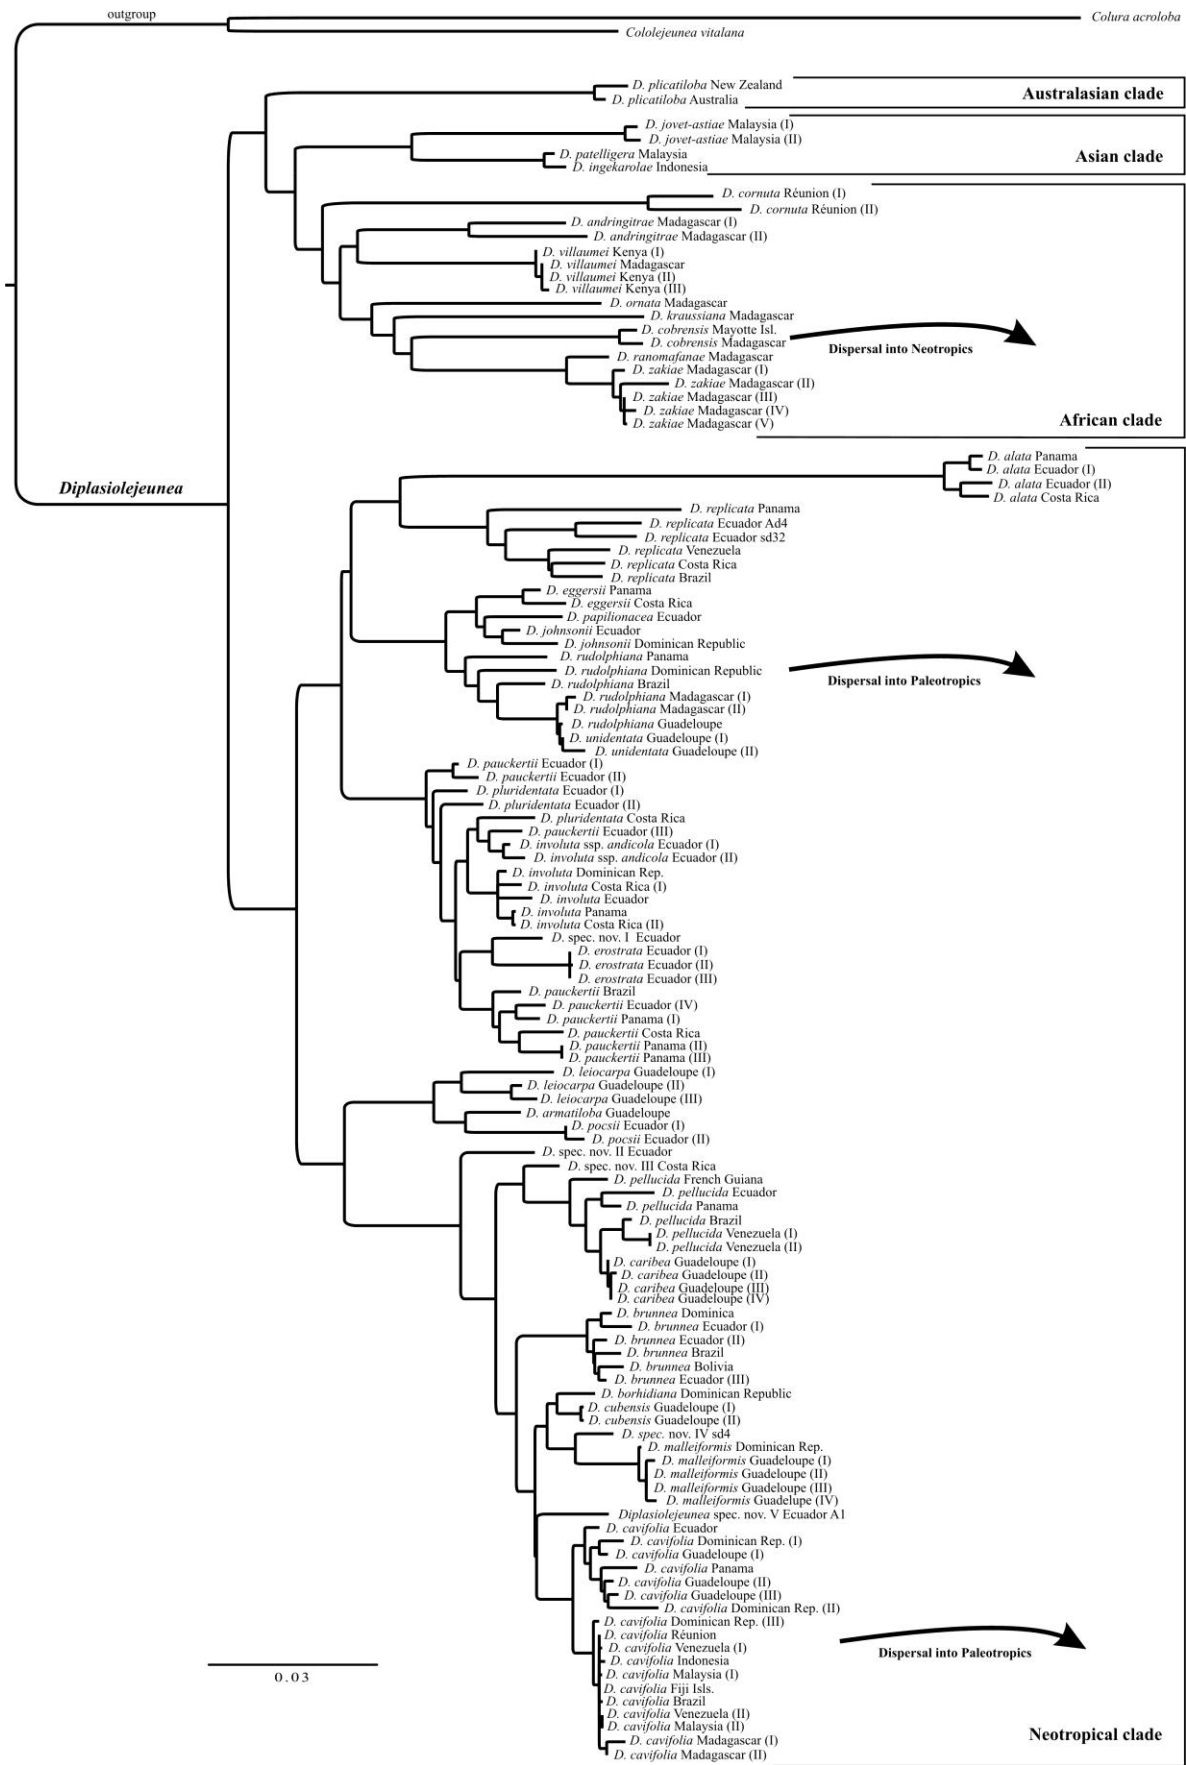 outgroup
Colura acroloba
Cololejeunea vitalana
D. plicatiloba New Zealand
D. plicatiloba Australia
Australasian clade
D. jovet-astiae Malaysia (I)
D. jovet-astiae Malaysia (II)
D. patelligera Malaysia
D. ingekarolae Indonesia
Asian clade
D. cornuta Réunion (I)
D. cornuta Réunion (II)
D. andringitrae Madagascar (I)
D. andringitrae Madagascar (II)
D. villaumei Kenya (I)
D. villaumei Madagascar
D. villaumei Kenya (II)
D. villaumei Kenya (III)
D. ornata Madagascar
D. kraussiana Madagascar
D. cobrensis Mayotte Isl.
D. cobrensis Madagascar
Dispersal into Neotropics
D. ranomafanae Madagascar
D. zakiae Madagascar (I)
D. zakiae Madagascar (II)
D. zakiae Madagascar (III)
D. zakiae Madagascar (IV)
D. zakiae Madagascar (V)
African clade
Diplasiolejeunea
D. alata Panama
D. alata Ecuador (I)
D. alata Ecuador (II)
D. alata Costa Rica
D. replicata Panama
D. replicata Ecuador Ad4
D. replicata Ecuador sd32
D. replicata Venezuela
D. replicata Costa Rica
D. replicata Brazil
D. eggersii Panama
D. eggersii Costa Rica
D. papilionacea Ecuador
D. johnsonii Ecuador
D. johnsonii Dominican Republic
D. rudolphiana Panama
D. rudolphiana Dominican Republic
D. rudolphiana Brazil
Dispersal into Paleotropics
D. rudolphiana Madagascar (I)
D. rudolphiana Madagascar (II)
D. rudolphiana Guadeloupe
D. unidentata Guadeloupe (I)
D. unidentata Guadeloupe (II)
D. pauckertii Ecuador (I)
D. pauckertii Ecuador (II)
D. pluridentata Ecuador (I)
D. pluridentata Ecuador (II)
D. pluridentata Costa Rica
D. pauckertii Ecuador (III)
D. involuta ssp. andicola Ecuador (I)
D. involuta ssp. andicola Ecuador (II)
D. involuta Dominican Rep.
D. involuta Costa Rica (I)
D. involuta Ecuador
D. involuta Panama
D. involuta Costa Rica (II)
D. spec. nov. I Ecuador
D. erostrata Ecuador (I)
D. erostrata Ecuador (II)
D. erostrata Ecuador (III)
D. pauckertii Brazil
D. pauckertii Ecuador (IV)
D. pauckertii Panama (I)
D. pauckertii Costa Rica
D. pauckertii Panama (II)
D. pauckertii Panama (III)
D. leiocarpa Guadeloupe (I)
D. leiocarpa Guadeloupe (II)
D. leiocarpa Guadeloupe (III)
D. armatiloba Guadeloupe
D. pocsii Ecuador (I)
D. pocsii Ecuador (II)
D. spec. nov. II Ecuador
D. spec. nov. III Costa Rica
D. pellucida French Guiana
D. pellucida Ecuador
D. pellucida Panama
D. pellucida Brazil
D. pellucida Venezuela (I)
D. pellucida Venezuela (II)
D. caribea Guadeloupe (I)
D. caribea Guadeloupe (II)
D. caribea Guadeloupe (III)
D. caribea Guadeloupe (IV)
D. brunnea Dominica
D. brunnea Ecuador (I)
D. brunnea Ecuador (II)
D. brunnea Brazil
D. brunnea Bolivia
D. brunnea Ecuador (III)
D. borhidiana Dominican Republic
D. cubensis Guadeloupe (I)
D. cubensis Guadeloupe (II)
D. spec. nov. IV sd4
D. malleiformis Dominican Rep.
D. malleiformis Guadeloupe (I)
D. malleiformis Guadeloupe (II)
D. malleiformis Guadeloupe (III)
D. malleiformis Guadelupe (IV)
Diplasiolejeunea spec. nov. V Ecuador A1
D. cavifolia Ecuador
D. cavifolia Dominican Rep. (I)
D. cavifolia Guadeloupe (I)
D. cavifolia Panama
D. cavifolia Guadeloupe (II)
D. cavifolia Guadeloupe (III)
D. cavifolia Dominican Rep. (II)
D. cavifolia Dominican Rep. (III)
D. cavifolia Réunion
D. cavifolia Venezuela (I)
Dispersal into Paleotropics
D. cavifolia Indonesia
D. cavifolia Malaysia (I)
D. cavifolia Fiji Isls.
D. cavifolia Brazil
D. cavifolia Venezuela (II)
D. cavifolia Malaysia (II)
D. cavifolia Madagascar (I)
D. cavifolia Madagascar (II)
Neotropical clade
0.03